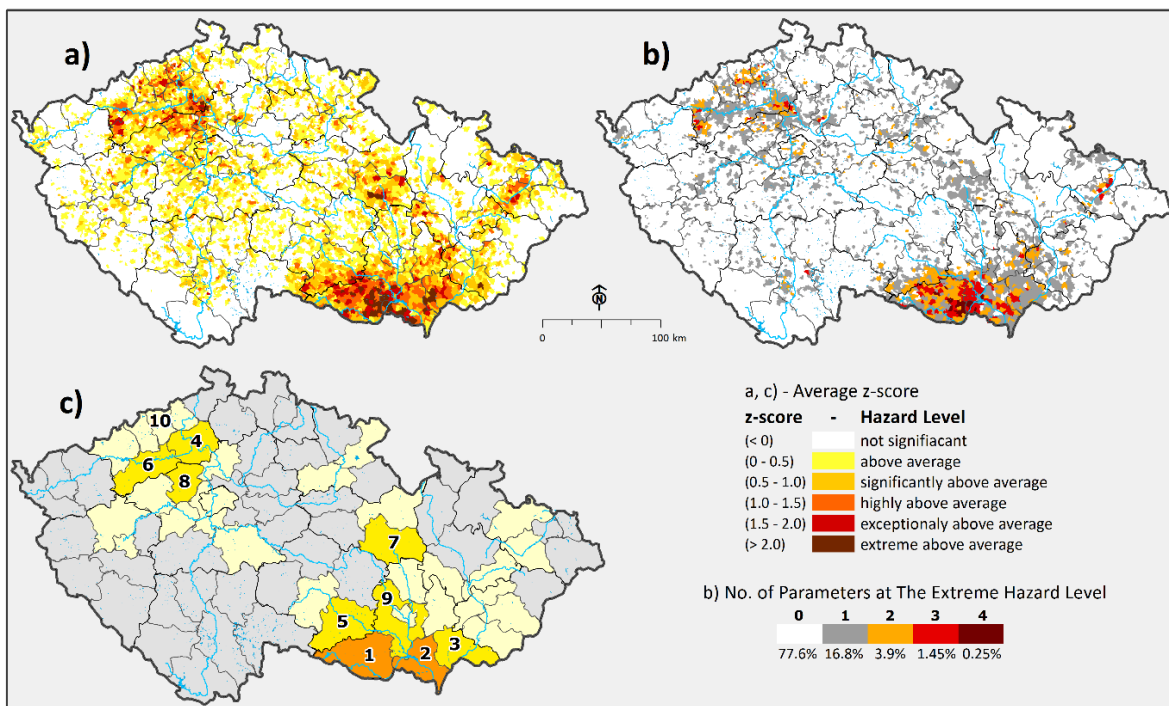 a)
b)
N
0 100 km
c)
10
4
6
8
7
9
5
3
1
2
a, c) - Average z-score
z-score - Hazard Level
(< 0) not signifiacant
(0 - 0.5) above average
(0.5 - 1.0) significantly above average
(1.0 - 1.5) highly above average
(1.5 - 2.0) exceptionaly above average
(> 2.0) extreme above average
b) No. of Parameters at The Extreme Hazard Level
0 1 2 3 4
77.6% 16.8% 3.9% 1.45% 0.25%